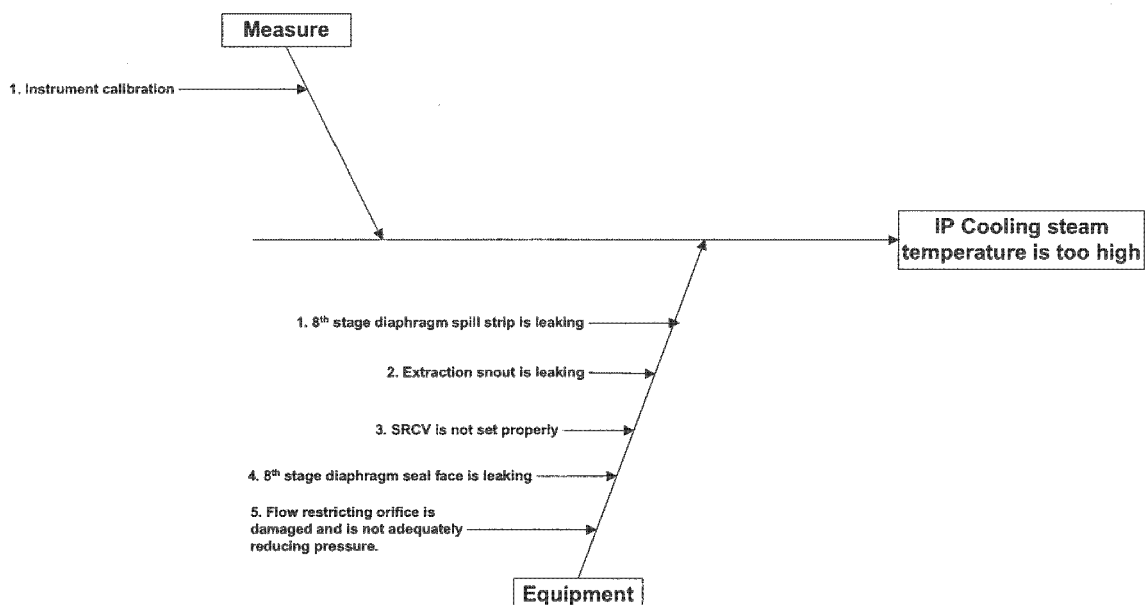 Measure
1. Instrument calibration
IP Cooling steam
temperature is too high
1. 8th stage diaphragm spill strip is leaking
2. Extraction snout is leaking
3. SRCV is not set properly
4. 8th stage diaphragm seal face is leaking
5. Flow restricting orifice is
damaged and is not adequately
reducing pressure.
Equipment